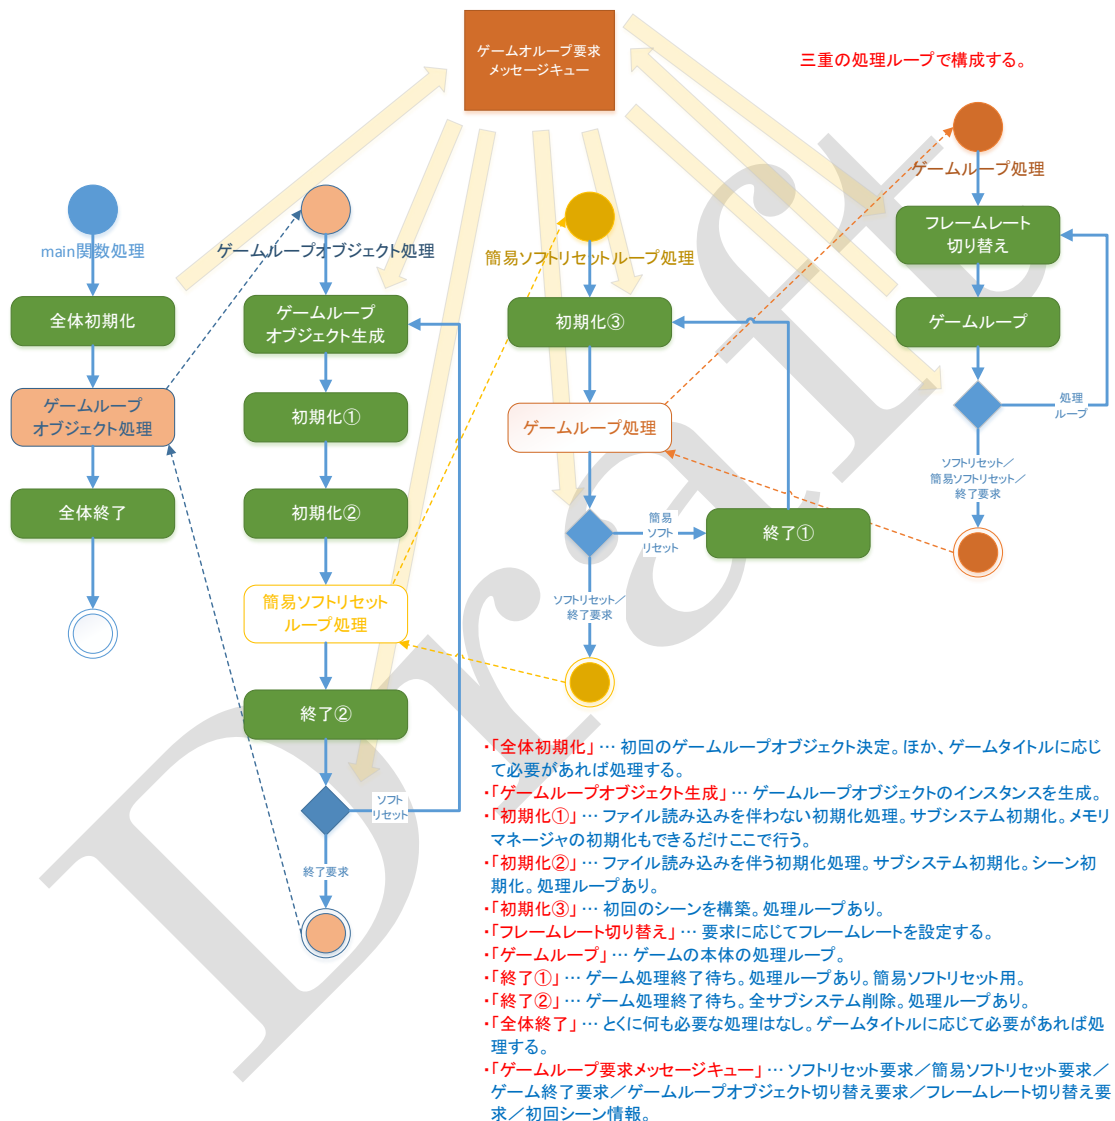 ゲームオループ要求
メッセージキュー
三重の処理ループで構成する。
main関数処理
全体初期化
ゲームループ
オブジェクト処理
全体終了
ゲームループオブジェクト処理
ゲームループ
オブジェクト生成
初期化①
初期化②
簡易ソフトリセット
ループ処理
終了②
ソフト
リセット
終了要求
簡易ソフトリセットループ処理
初期化③
ゲームループ処理
簡易
ソフト
リセット
終了①
ソフトリセット／
終了要求
ゲームループ処理
フレームレート
切り替え
ゲームループ
処理
ループ
ソフトリセット／
簡易ソフトリセット／
終了要求
・「全体初期化」 … 初回のゲームループオブジェクト決定。ほか、ゲームタイトルに応じ
て必要があれば処理する。
・「ゲームループオブジェクト生成」 … ゲームループオブジェクトのインスタンスを生成。
・「初期化①」 … ファイル読み込みを伴わない初期化処理。サブシステム初期化。メモリ
マネージャの初期化もできるだけここで行う。
・「初期化②」 … ファイル読み込みを伴う初期化処理。サブシステム初期化。シーン初
期化。処理ループあり。
・「初期化③」 … 初回のシーンを構築。処理ループあり。
・「フレームレート切り替え」 … 要求に応じてフレームレートを設定する。
・「ゲームループ」 … ゲームの本体の処理ループ。
・「終了①」 … ゲーム処理終了待ち。処理ループあり。簡易ソフトリセット用。
・「終了②」 … ゲーム処理終了待ち。全サブシステム削除。処理ループあり。
・「全体終了」 … とくに何も必要な処理はなし。ゲームタイトルに応じて必要があれば処
理する。
・「ゲームループ要求メッセージキュー」 … ソフトリセット要求／簡易ソフトリセット要求／
ゲーム終了要求／ゲームループオブジェクト切り替え要求／フレームレート切り替え要
求／初回シーン情報。
Draft